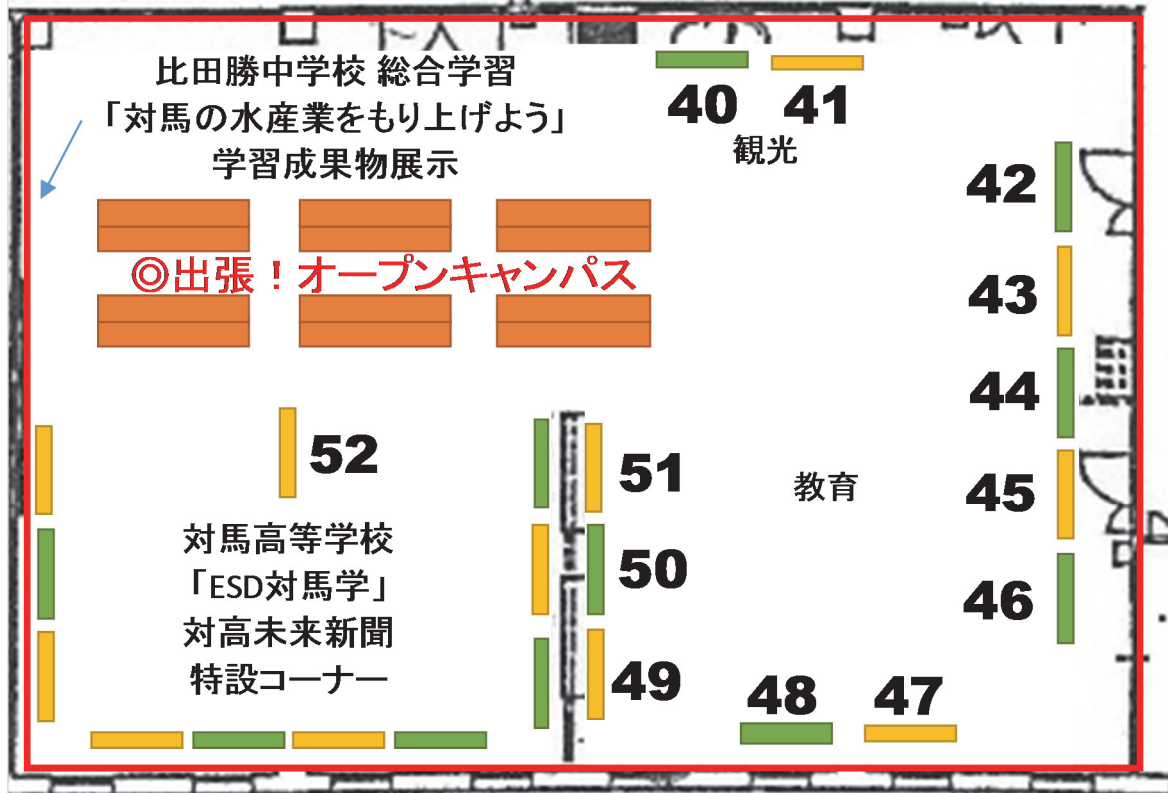 比田勝中学校 総合学習
「対馬の水産業をもり上げよう」
学習成果物展示
40
41
観光
42
◎出張！オープンキャンパス
43
44
52
51
教育
45
対馬高等学校
「ESD対馬学」
対高未来新聞
特設コーナー
50
46
49
48
47